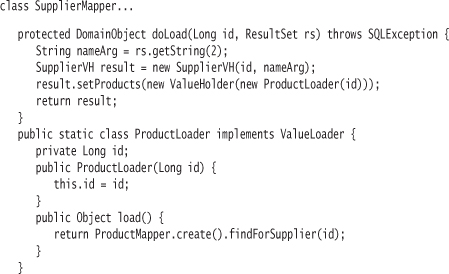 class SupplierMapper...
protected DomainObject doLoad(Long id, ResultSet rs) throws SQLException {
String nameArg = rs.getString(2);
SupplierVH result = new SupplierVH(id, nameArg);
result.setProducts(new ValueHolder(new ProductLoader(id)));
return result;
}
public static class ProductLoader implements ValueLoader {
private Long id;
public ProductLoader(Long id) {
this.id = id;
}
public Object load() {
return ProductMapper.create().findForSupplier(id);
}
}